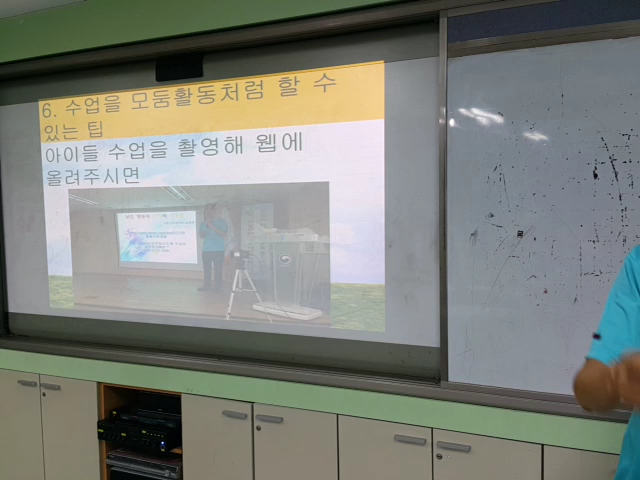 6. 수업을 모둠활동처럼 할 수
있는 팁
아이들 수업을 촬영해 웹에
올려주시면